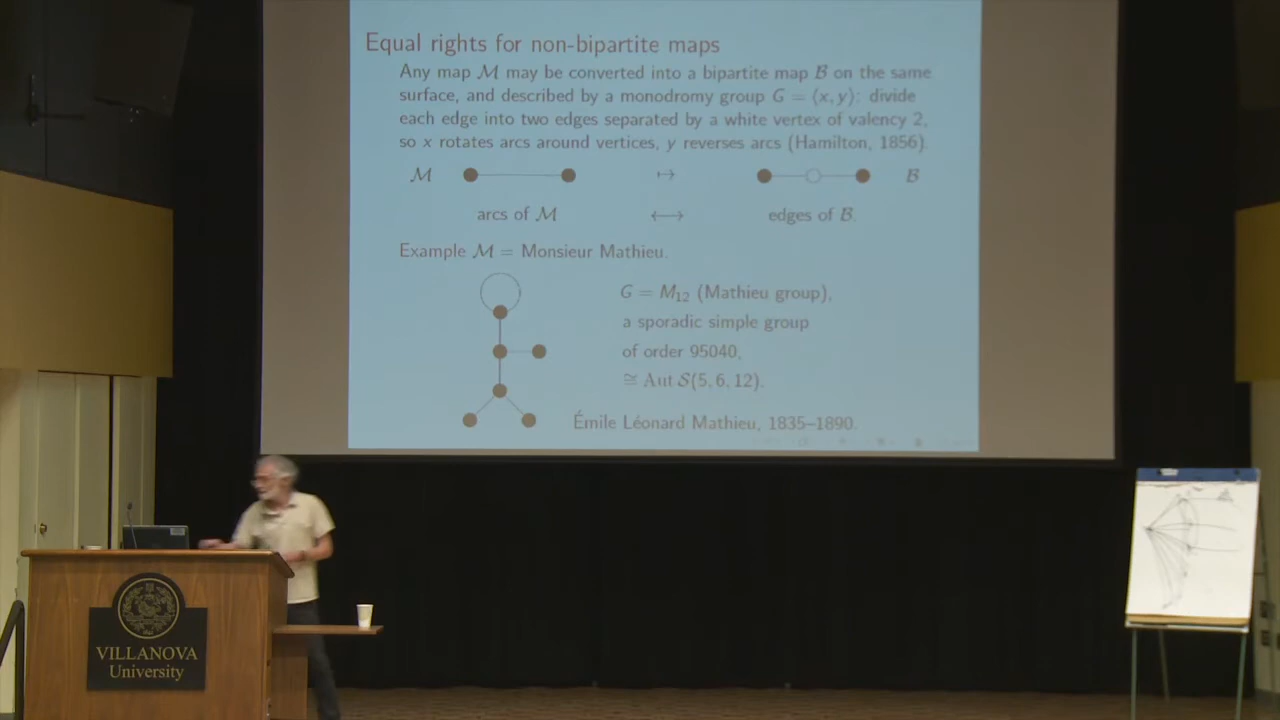 Equal rights for non-bipartite maps
Any map ℳ may be converted into a bipartite map ℬ on the same
surface, and described by a monodromy group G = ⟨x, y⟩: divide
each edge into two edges separated by a white vertex of valency 2,
so x rotates arcs around vertices, y reverses arcs (Hamilton, 1856).
ℳ ↦ ℬ
arcs of ℳ ⟷ edges of ℬ.
Example ℳ = Monsieur Mathieu.
G = M₁₂ (Mathieu group),
a sporadic simple group
of order 95040,
≅ Aut S(5, 6, 12).
Émile Léonard Mathieu, 1835–1890.
VILLANOVA
University